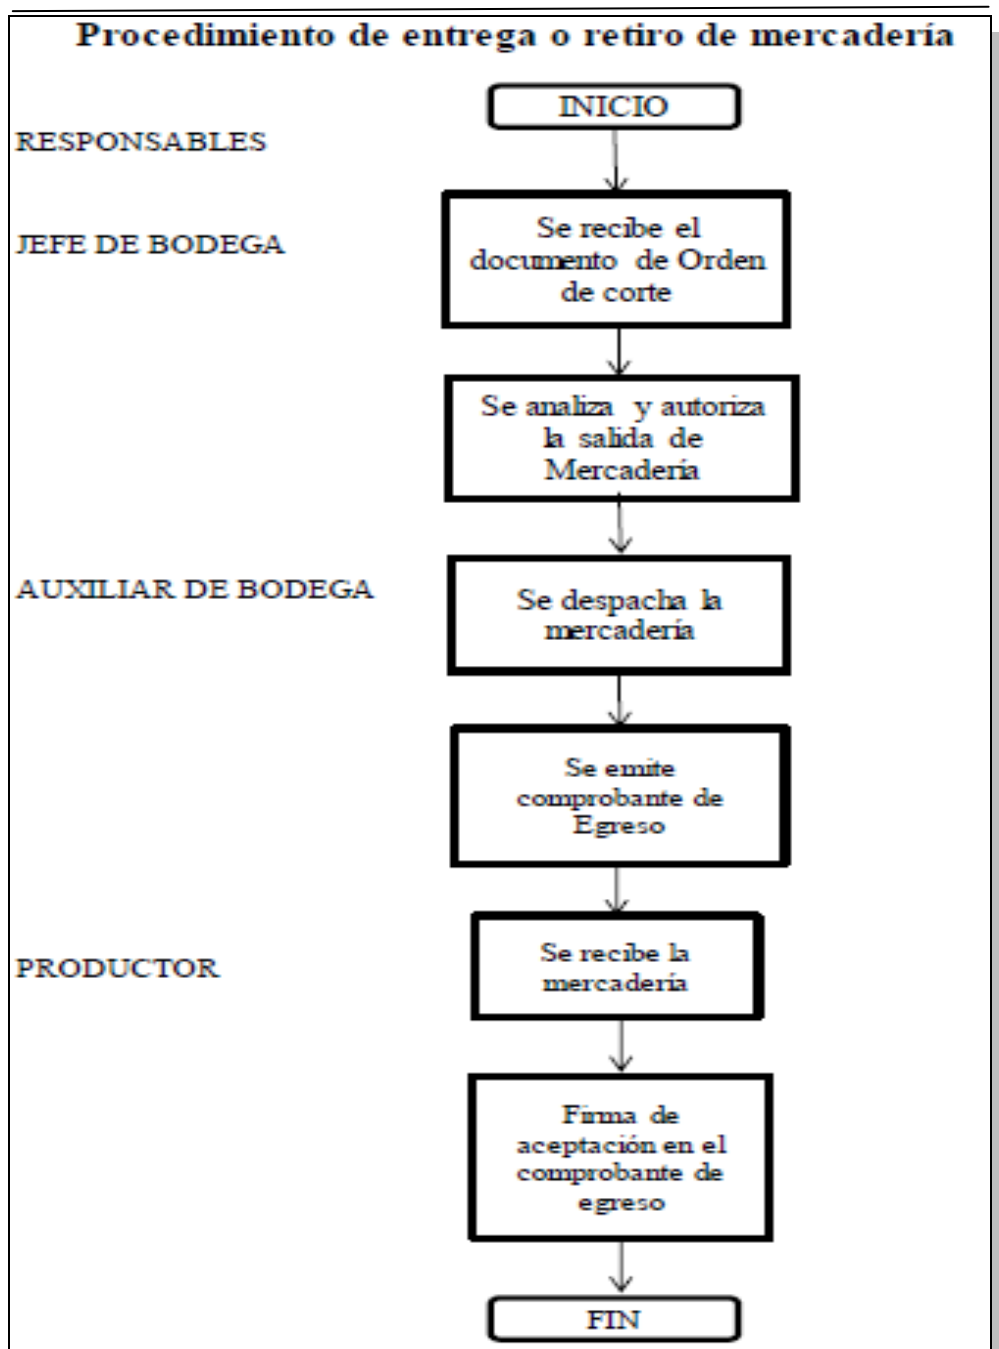 Procedimiento de entrega o retiro de mercadería
INICIO
RESPONSABLES
JEFE DE BODEGA
Se recibe el
documento de Orden
de corte
Se analiza y autoriza
la salida de
Mercadería
AUXILIAR DE BODEGA
Se despacha la
mercadería
Se emite
comprobante de
Egreso
PRODUCTOR
Se recibe la
mercadería
Firma de
aceptación en el
comprobante de
egreso
FIN